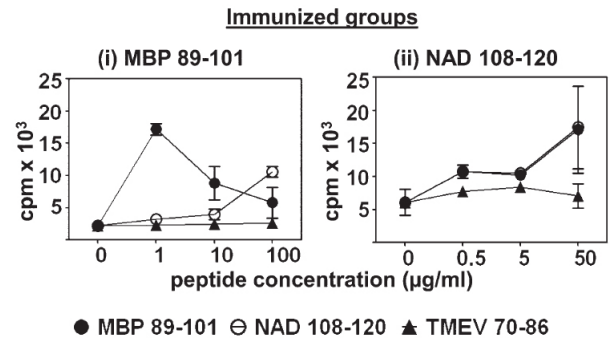 Immunized groups
(i) MBP 89-101
(ii) NAD 108-120
25
20
15
10
5
cpm x 10³
0 1 10 100
25
20
15
10
5
cpm x 10³
0 0.5 5 50
peptide concentration (µg/ml)
MBP 89-101 NAD 108-120 TMEV 70-86